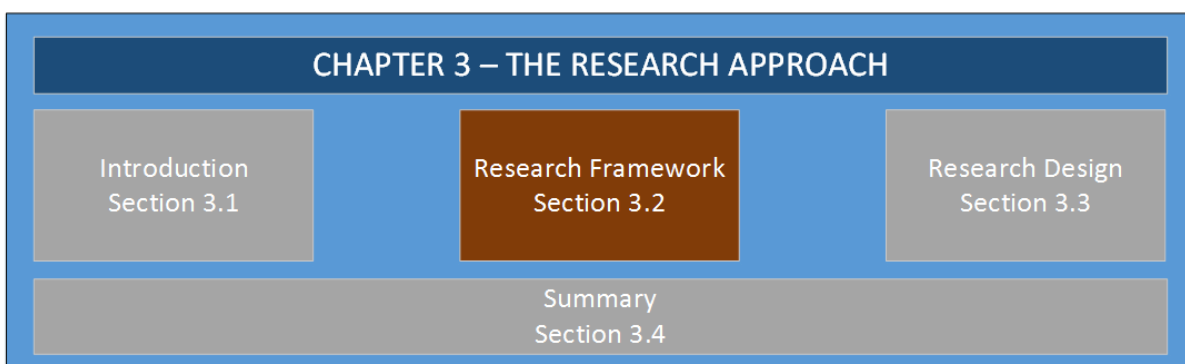 CHAPTER 3 – THE RESEARCH APPROACH
Introduction
Section 3.1
Research Framework
Section 3.2
Research Design
Section 3.3
Summary
Section 3.4